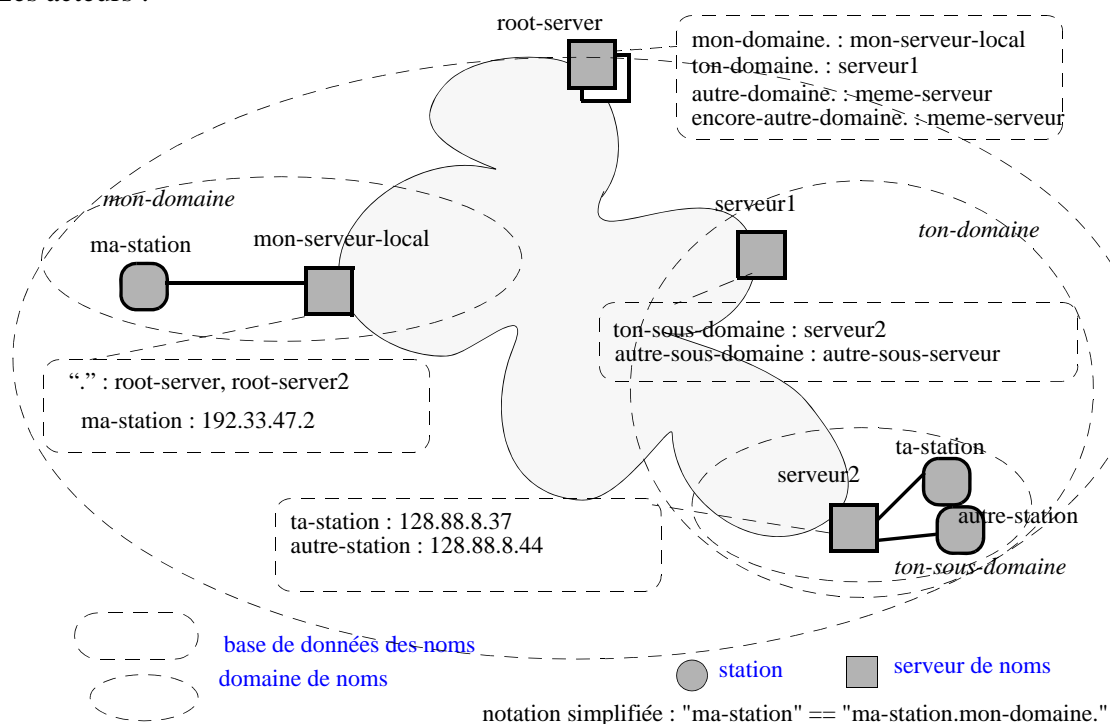 Les acteurs :
root-server
mon-domaine. : mon-serveur-local
ton-domaine. : serveur1
autre-domaine. : meme-serveur
encore-autre-domaine. : meme-serveur
mon-domaine
serveur1
ton-domaine
ma-station
mon-serveur-local
ton-sous-domaine : serveur2
autre-sous-domaine : autre-sous-serveur
“.” : root-server, root-server2
ma-station : 192.33.47.2
ta-station
serveur2
ta-station : 128.88.8.37
autre-station : 128.88.8.44
autre-station
ton-sous-domaine
base de données des noms
domaine de noms
station
serveur de noms
notation simplifiée : "ma-station" == "ma-station.mon-domaine."